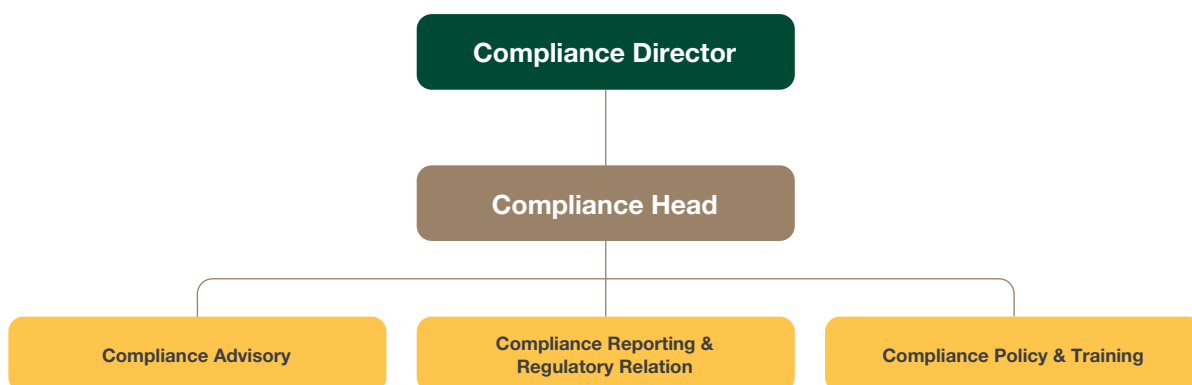 Compliance Director
Compliance Head
Compliance Advisory
Compliance Reporting &
Regulatory Relation
Compliance Policy & Training